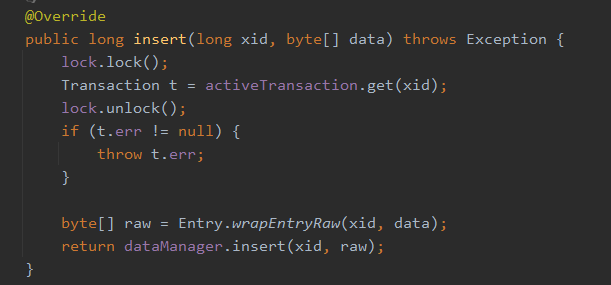 @Override
public long insert(long xid, byte[] data) throws Exception {
    lock.lock();
    Transaction t = activeTransaction.get(xid);
    lock.unlock();
    if (t.err != null) {
        throw t.err;
    }

    byte[] raw = Entry.wrapEntryRaw(xid, data);
    return dataManager.insert(xid, raw);
}